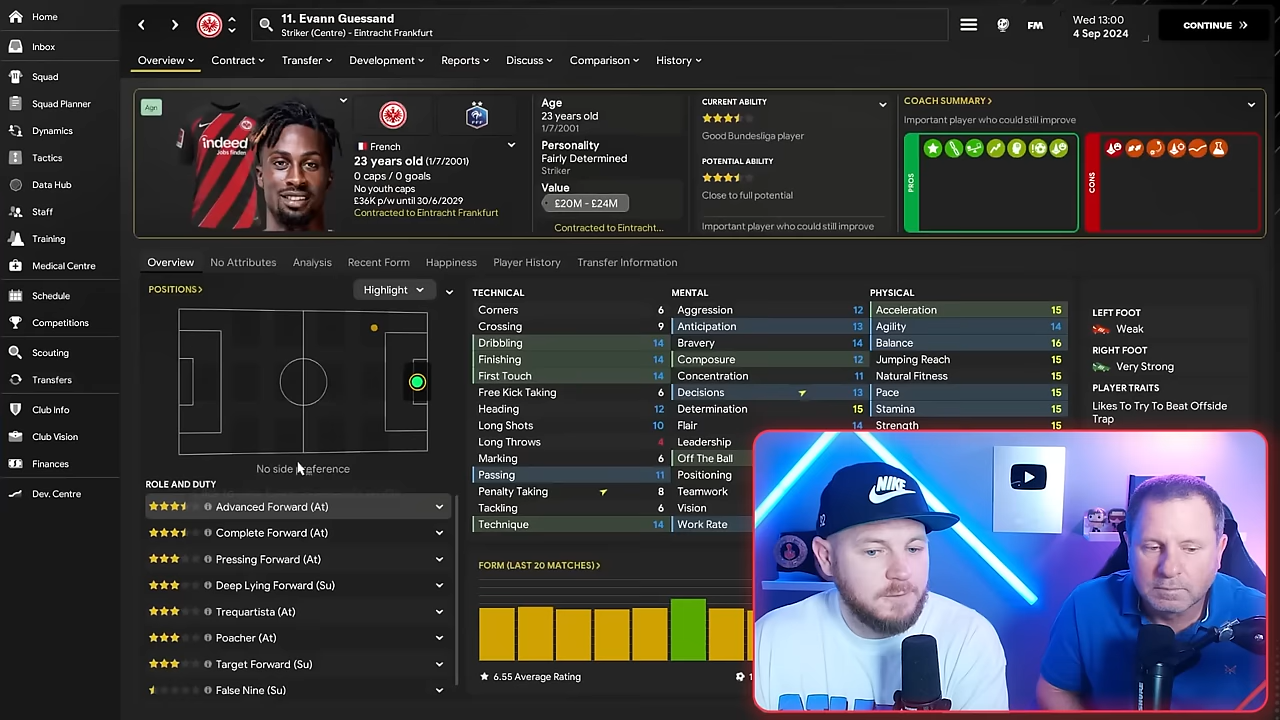 Home
Inbox
Squad
Squad Planner
Dynamics
Tactics
Data Hub
Staff
Training
Medical Centre
Schedule
Competitions
Scouting
Transfers
Club Info
Club Vision
Finances
Dev. Centre
11. Evann Guessand
Striker (Centre) - Eintracht Frankfurt
FM
Wed 13:00
4 Sep 2024
CONTINUE
Overview
Contract
Transfer
Development
Reports
Discuss
Comparison
History
Agn
indeed
French
23 years old (1/7/2001)
0 caps / 0 goals
No youth caps
£36K p/w until 30/6/2029
Contracted to Eintracht Frankfurt
Age
23 years old
1/7/2001
Personality
Fairly Determined
Striker
Value
£20M - £24M
Contracted to Eintracht...
CURRENT ABILITY
Good Bundesliga player
POTENTIAL ABILITY
Close to full potential
Important player who could still improve
COACH SUMMARY >
Important player who could still improve
PROS
CONS
Overview
No Attributes
Analysis
Recent Form
Happiness
Player History
Transfer Information
POSITIONS >
Highlight
No side preference
ROLE AND DUTY
Advanced Forward (At)
Complete Forward (At)
Pressing Forward (At)
Deep Lying Forward (Su)
Trequartista (At)
Poacher (At)
Target Forward (Su)
False Nine (Su)
TECHNICAL
Corners 6
Crossing 9
Dribbling 14
Finishing 14
First Touch 14
Free Kick Taking 6
Heading 12
Long Shots 10
Long Throws 4
Marking 6
Passing 11
Penalty Taking 8
Tackling 6
Technique 14
MENTAL
Aggression 12
Anticipation 13
Bravery 14
Composure 12
Concentration 11
Decisions 13
Determination 15
Flair 14
Leadership
Off The Ball
Positioning
Teamwork
Vision
Work Rate
PHYSICAL
Acceleration 15
Agility 14
Balance 16
Jumping Reach 15
Natural Fitness 15
Pace 15
Stamina 15
Strength 15
LEFT FOOT
Weak
RIGHT FOOT
Very Strong
PLAYER TRAITS
Likes To Try To Beat Offside
Trap
FORM (LAST 20 MATCHES) >
6.55 Average Rating
NIKE